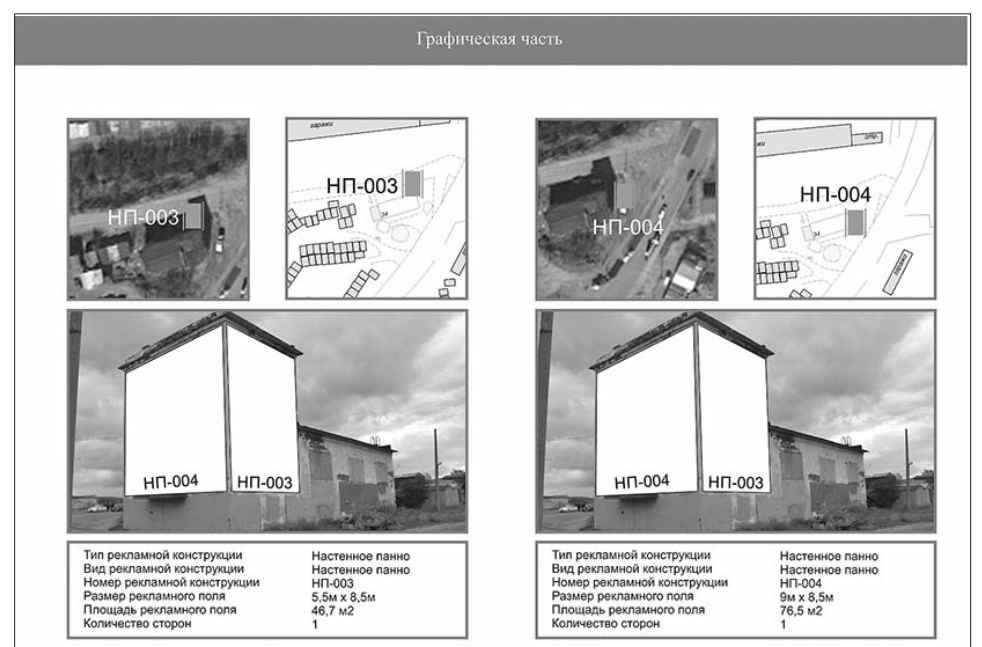 Графическая часть
НП-003
гаражи
НП-003
34
НП-004
стр.
НП-004
34
НП-004 НП-003
НП-004 НП-003
Тип рекламной конструкции Настенное панно
Вид рекламной конструкции Настенное панно
Номер рекламной конструкции НП-003
Размер рекламного поля 5,5м х 8,5м
Площадь рекламного поля 46,7 м2
Количество сторон 1
Тип рекламной конструкции Настенное панно
Вид рекламной конструкции Настенное панно
Номер рекламной конструкции НП-004
Размер рекламного поля 9м х 8,5м
Площадь рекламного поля 76,5 м2
Количество сторон 1